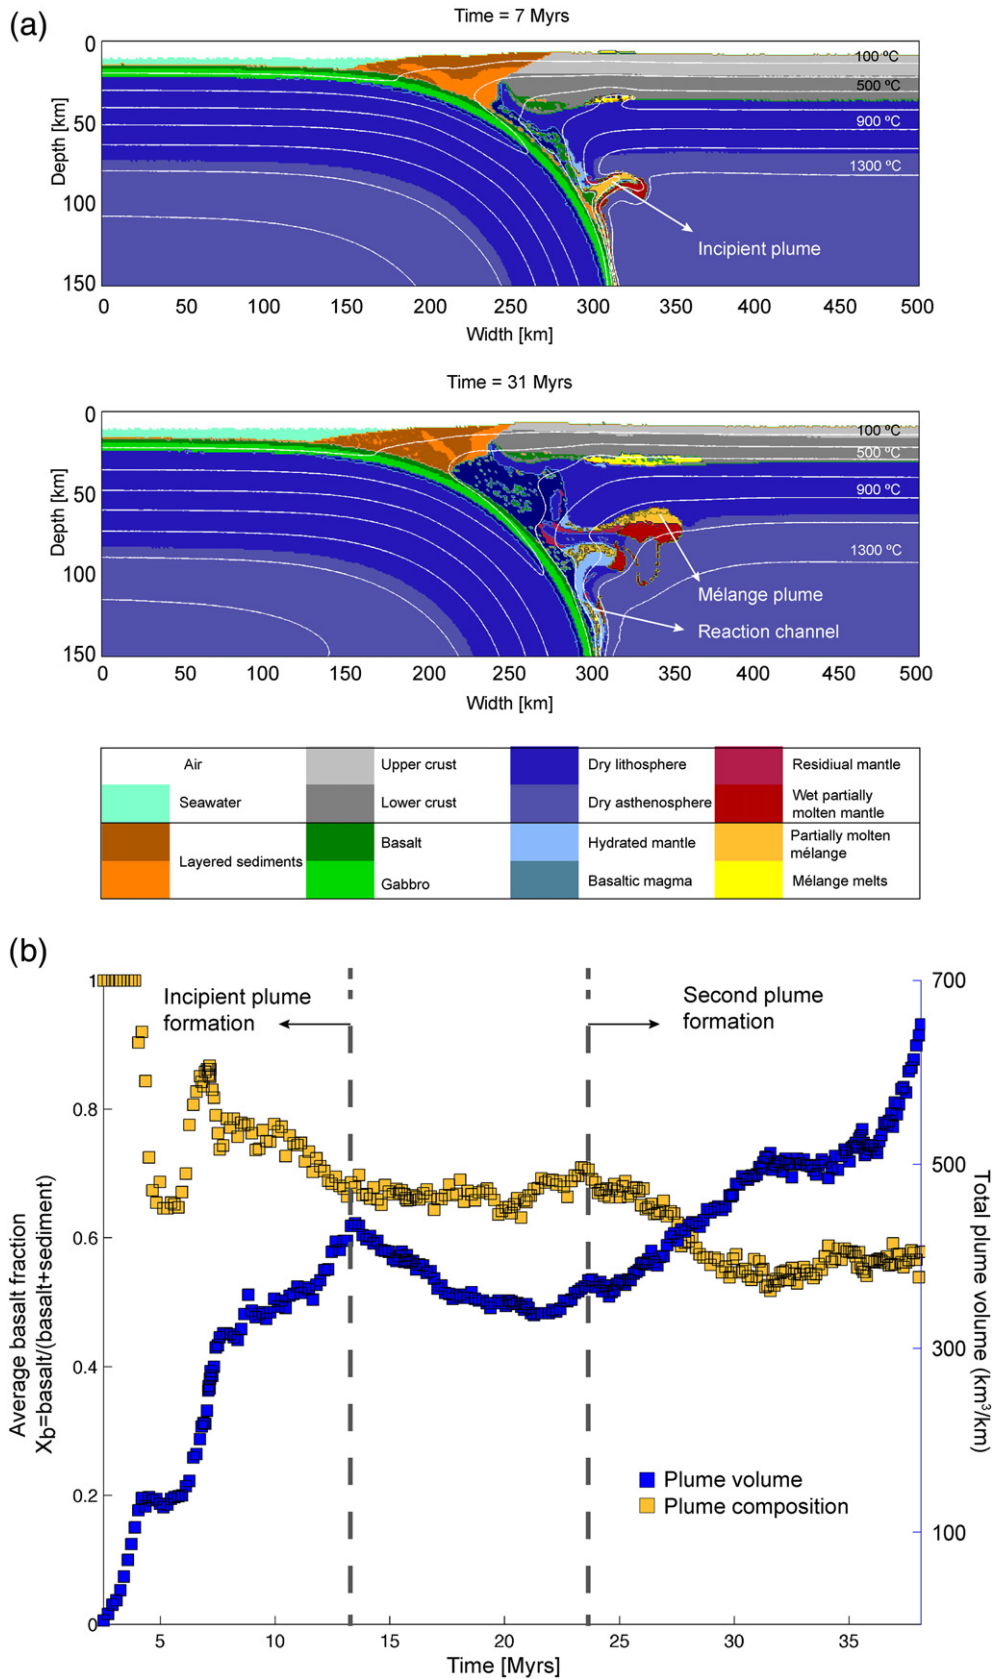 (a)
Time = 7 Myrs
0
50
100
150
Depth [km]
100 ºC
500 ºC
900 ºC
1300 ºC
Incipient plume
0 50 100 150 200 250 300 350 400 450 500
Width [km]
Time = 31 Myrs
0
50
100
150
Depth [km]
100 ºC
500 ºC
900 ºC
1300 ºC
Mélange plume
Reaction channel
0 50 100 150 200 250 300 350 400 450 500
Width [km]
Air Upper crust Dry lithosphere Residiual mantle
Seawater Lower crust Dry asthenosphere Wet partially
molten mantle
Layered sediments Basalt Hydrated mantle Partially molten
mélange
Gabbro Basaltic magma Mélange melts
(b)
1
0.8
0.6
0.4
0.2
0
Average basalt fraction
Xb=basalt/(basalt+sediment)
Incipient plume
formation
Second plume
formation
700
500
300
100
Total plume volume (km³/km)
Plume volume
Plume composition
5 10 15 20 25 30 35
Time [Myrs]